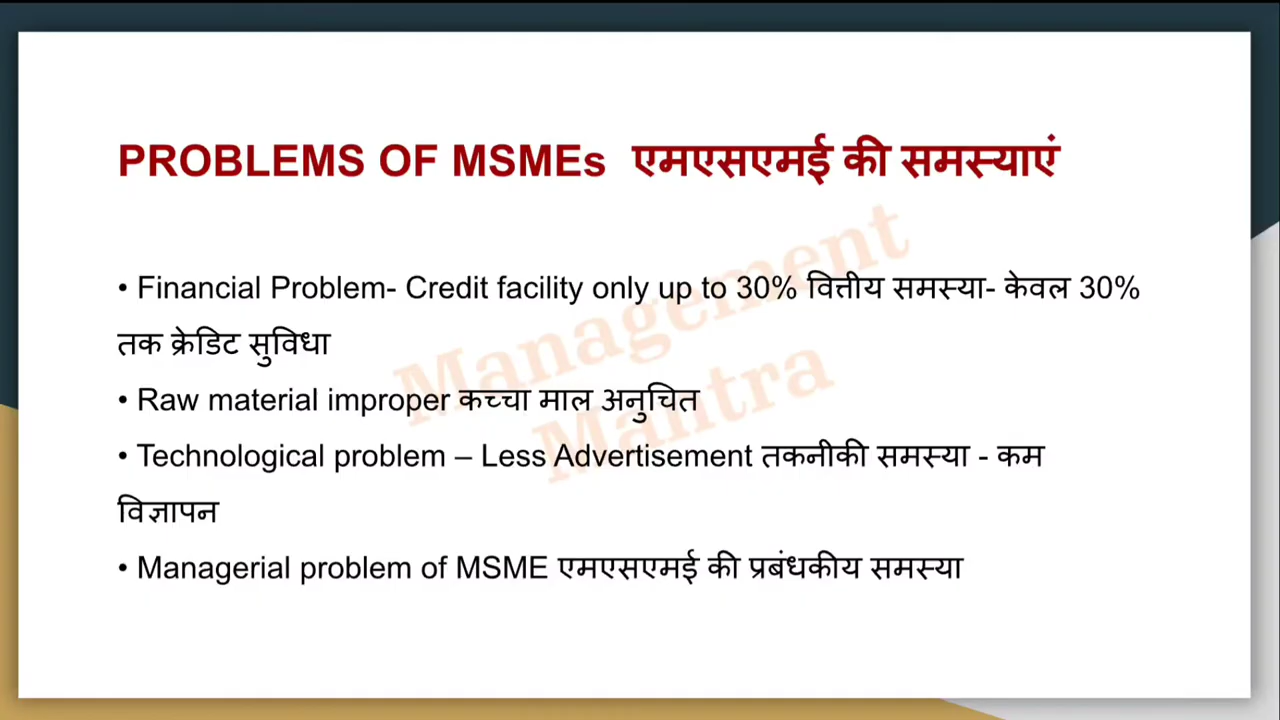 PROBLEMS OF MSMEs एमएसएमई की समस्याएं
• Financial Problem- Credit facility only up to 30% वित्तीय समस्या- केवल 30%
तक क्रेडिट सुविधा
• Raw material improper कच्चा माल अनुचित
• Technological problem – Less Advertisement तकनीकी समस्या - कम
विज्ञापन
• Managerial problem of MSME एमएसएमई की प्रबंधकीय समस्या
Management
Mantra